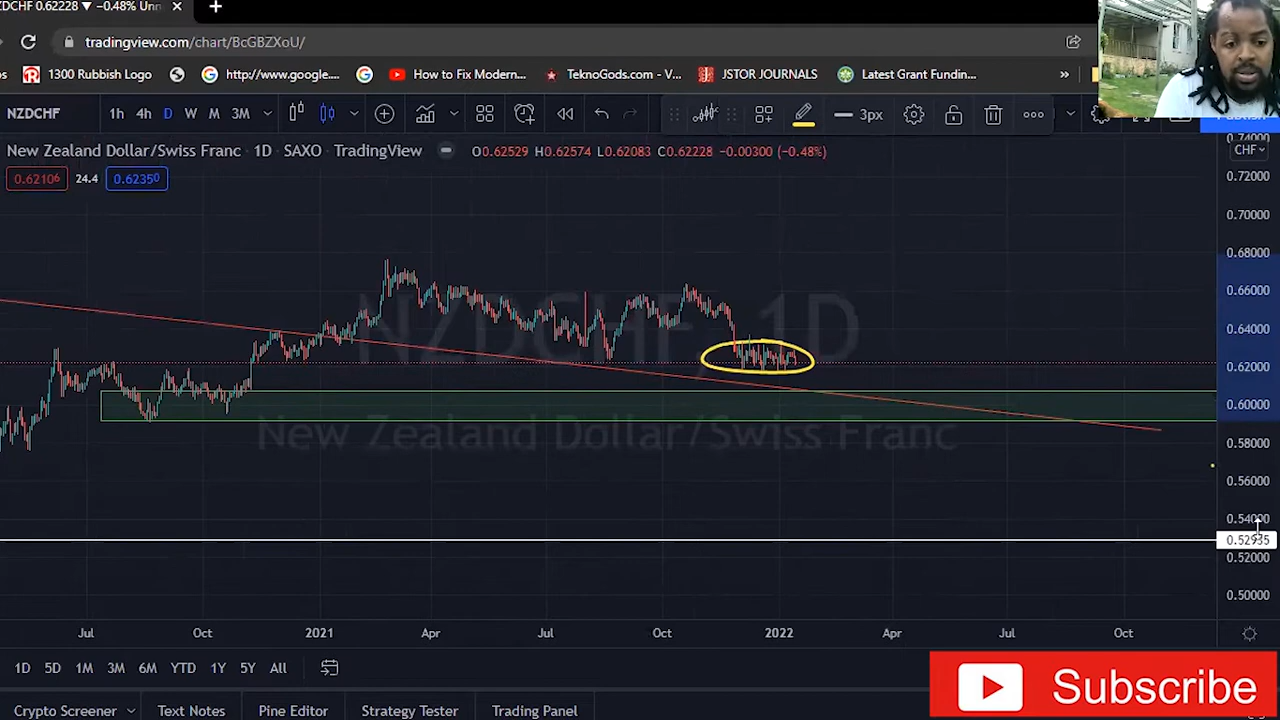 ZDCHF 0.62228 ▼ −0.48% Unn
tradingview.com/chart/BcGBZXoU/
1300 Rubbish Logo
http://www.google....
How to Fix Modern...
TeknoGods.com - V...
JSTOR JOURNALS
Latest Grant Fundin...
»
NZDCHF
1h 4h D W M 3M
3px
Publish
New Zealand Dollar/Swiss Franc · 1D · SAXO · TradingView
O0.62529 H0.62574 L0.62083 C0.62228 −0.00300 (−0.48%)
CHF
0.62106 24.4 0.62350
0.74000
0.72000
0.70000
0.68000
0.66000
0.64000
0.62000
0.60000
0.58000
0.56000
0.54000
0.52935
0.52000
0.50000
NZDCHF, 1D
New Zealand Dollar/Swiss Franc
Jul Oct 2021 Apr Jul Oct 2022 Apr Jul Oct
1D 5D 1M 3M 6M YTD 1Y 5Y All
Crypto Screener Text Notes Pine Editor Strategy Tester Trading Panel
Subscribe